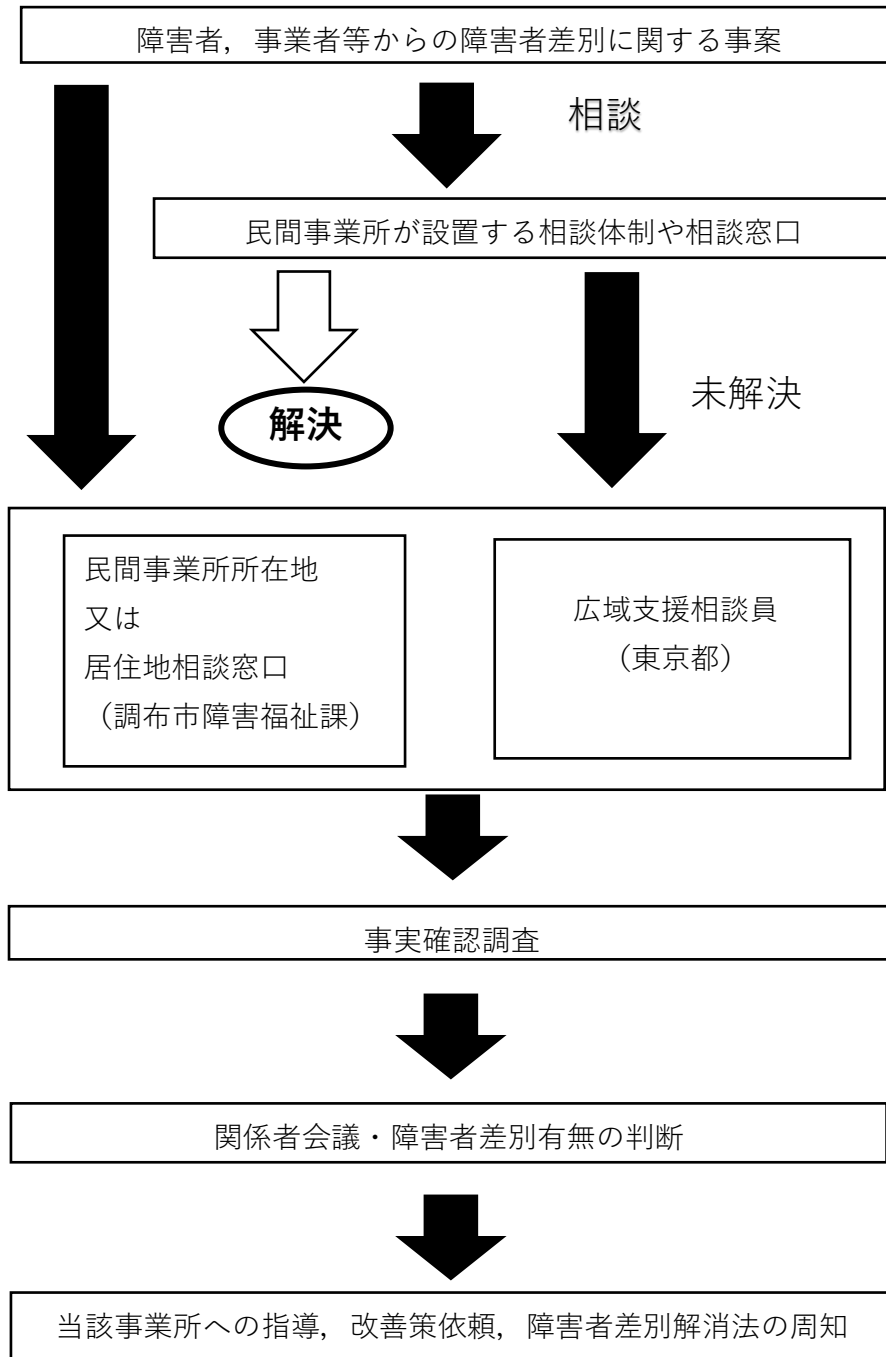 障害者，事業者等からの障害者差別に関する事案
相談
民間事業所が設置する相談体制や相談窓口
解決
未解決
民間事業所所在地
又は
居住地相談窓口
（調布市障害福祉課）
広域支援相談員
（東京都）
事実確認調査
関係者会議・障害者差別有無の判断
当該事業所への指導，改善策依頼，障害者差別解消法の周知